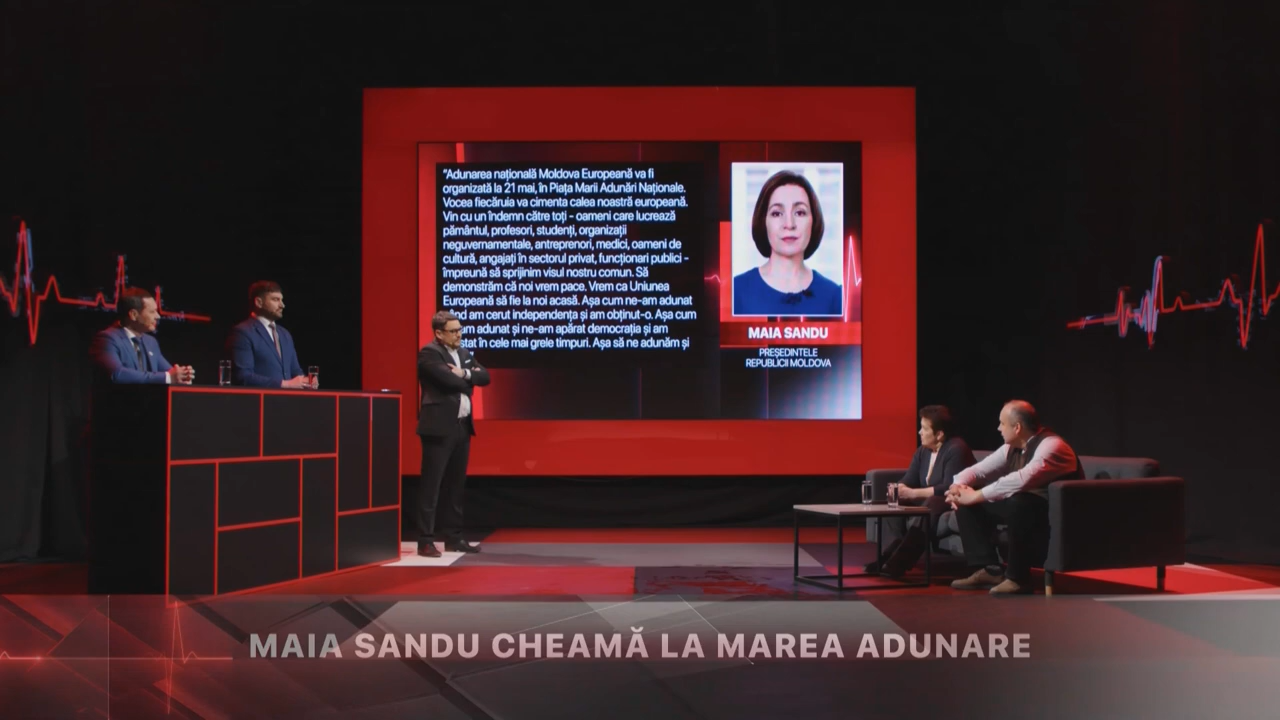 "Adunarea națională Moldova Europeană va fi
organizată la 21 mai, în Piața Marii Adunări Naționale.
Vocea fiecăruia va cimenta calea noastră europeană.
Vin cu un îndemn către toți - oameni care lucrează
pământul, profesori, studenți, organizații
neguvernamentale, antreprenori, medici, oameni de
cultură, angajați în sectorul privat, funcționari publici -
împreună să sprijinim visul nostru comun. Să
demonstrăm că noi vrem pace. Vrem ca Uniunea
Europeană să fie la noi acasă. Așa cum ne-am adunat
când am cerut independența și am obținut-o. Așa cum
adunat și ne-am apărat democrația și am
în cele mai grele timpuri. Așa să ne adunăm și
MAIA SANDU
PREȘEDINTELE
REPUBLICII MOLDOVA
MAIA SANDU CHEAMĂ LA MAREA ADUNARE